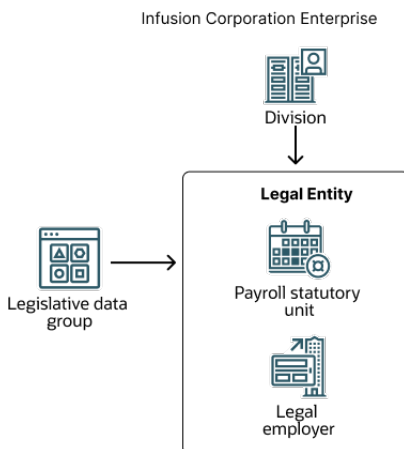 Infusion Corporation Enterprise
Division
Legal Entity
Payroll statutory
unit
Legislative data
group
Legal
employer